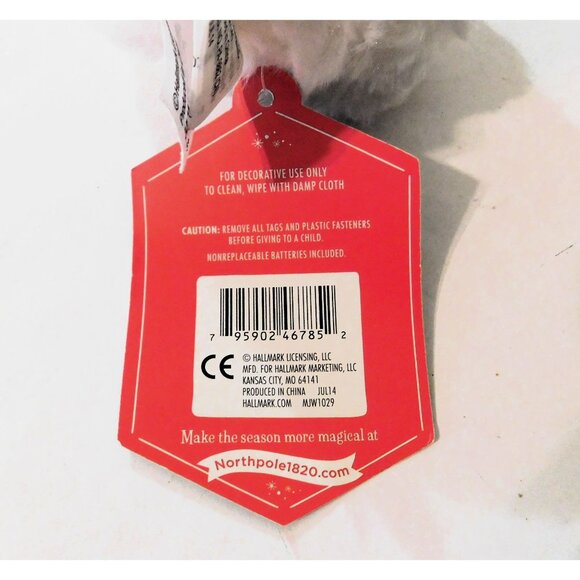 FOR DECORATIVE USE ONLY
TO CLEAN, WIPE WITH DAMP CLOTH
CAUTION: REMOVE ALL TAGS AND PLASTIC FASTENERS
BEFORE GIVING TO A CHILD.
NONREPLACEABLE BATTERIES INCLUDED.
7 95902 46785 2
CE
© HALLMARK LICENSING, LLC
MFD. FOR HALLMARK MARKETING, LLC
KANSAS CITY, MO 64141
PRODUCED IN CHINA JUL14
HALLMARK.COM MJW1029
Make the season more magical at
Northpole1820.com